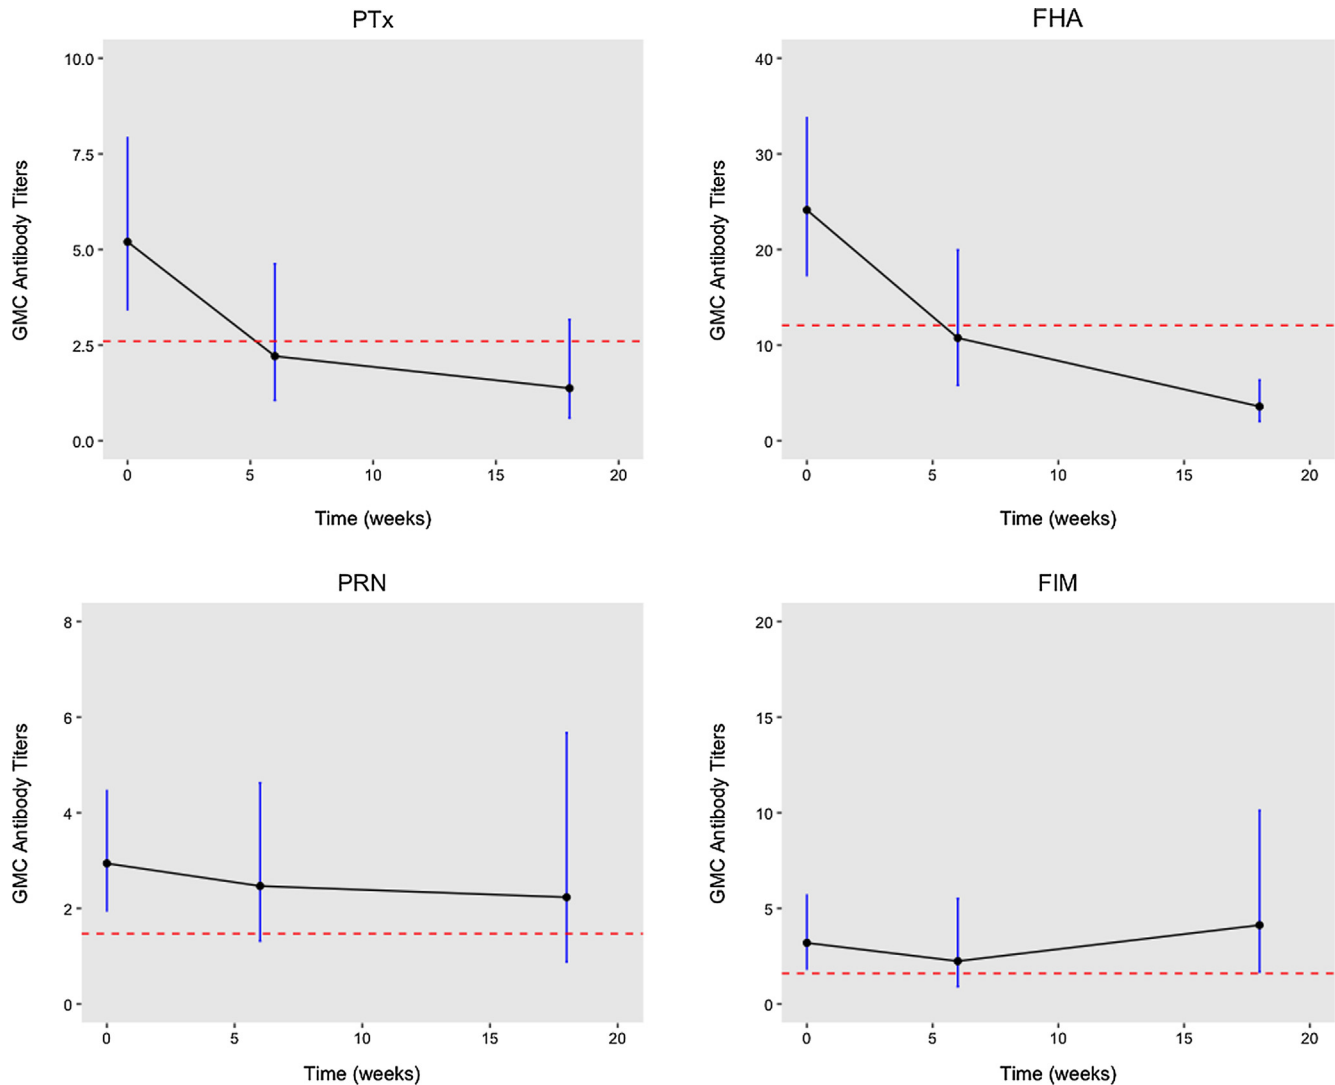 PTx
GMC Antibody Titers
10.0
7.5
5.0
2.5
0.0
0 5 10 15 20
Time (weeks)
FHA
GMC Antibody Titers
40
30
20
10
0
0 5 10 15 20
Time (weeks)
PRN
GMC Antibody Titers
8
6
4
2
0
0 5 10 15 20
Time (weeks)
FIM
GMC Antibody Titers
20
15
10
5
0
0 5 10 15 20
Time (weeks)